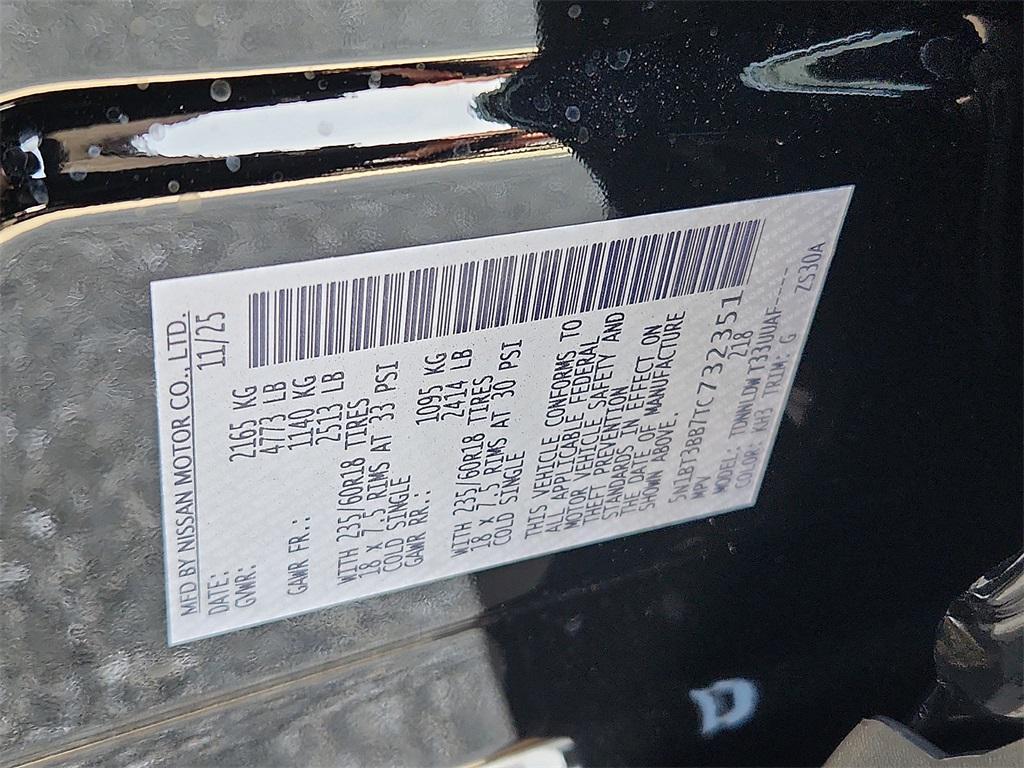 MFD BY NISSAN MOTOR CO., LTD.
DATE: 11/25
GVWR: 2165 KG
4773 LB
GAWR FR.: 1140 KG
2513 LB
WITH 235/60R18 TIRES
18 X 7.5 RIMS AT 33 PSI
COLD SINGLE
GAWR RR.: 1095 KG
2414 LB
WITH 235/60R18 TIRES
18 X 7.5 RIMS AT 30 PSI
COLD SINGLE
THIS VEHICLE CONFORMS TO
ALL APPLICABLE FEDERAL
MOTOR VEHICLE SAFETY AND
THEFT PREVENTION
STANDARDS IN EFFECT ON
THE DATE OF MANUFACTURE
SHOWN ABOVE.
5N1BT3BB7TC732351
MPV 218
MODEL: TDWNLDWT33UUAF----
COLOR: KH3 TRIM: G ZS30A